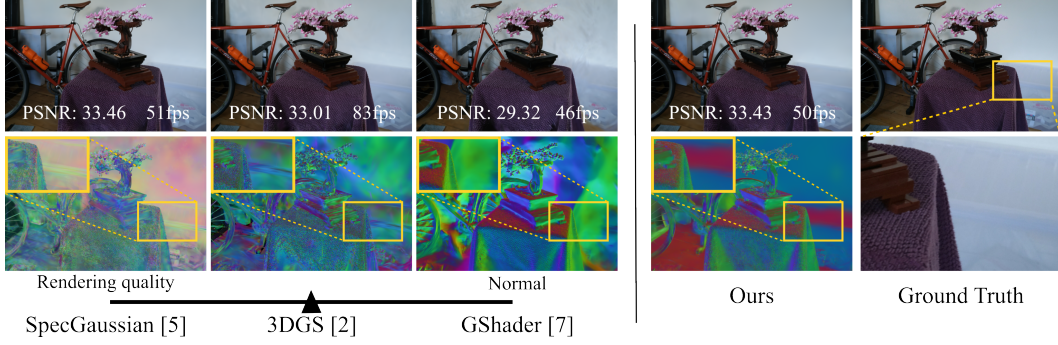 PSNR: 33.46 51fps
PSNR: 33.01 83fps
PSNR: 29.32 46fps
PSNR: 33.43 50fps
Rendering quality
Normal
SpecGaussian [5]
3DGS [2]
GShader [7]
Ours
Ground Truth